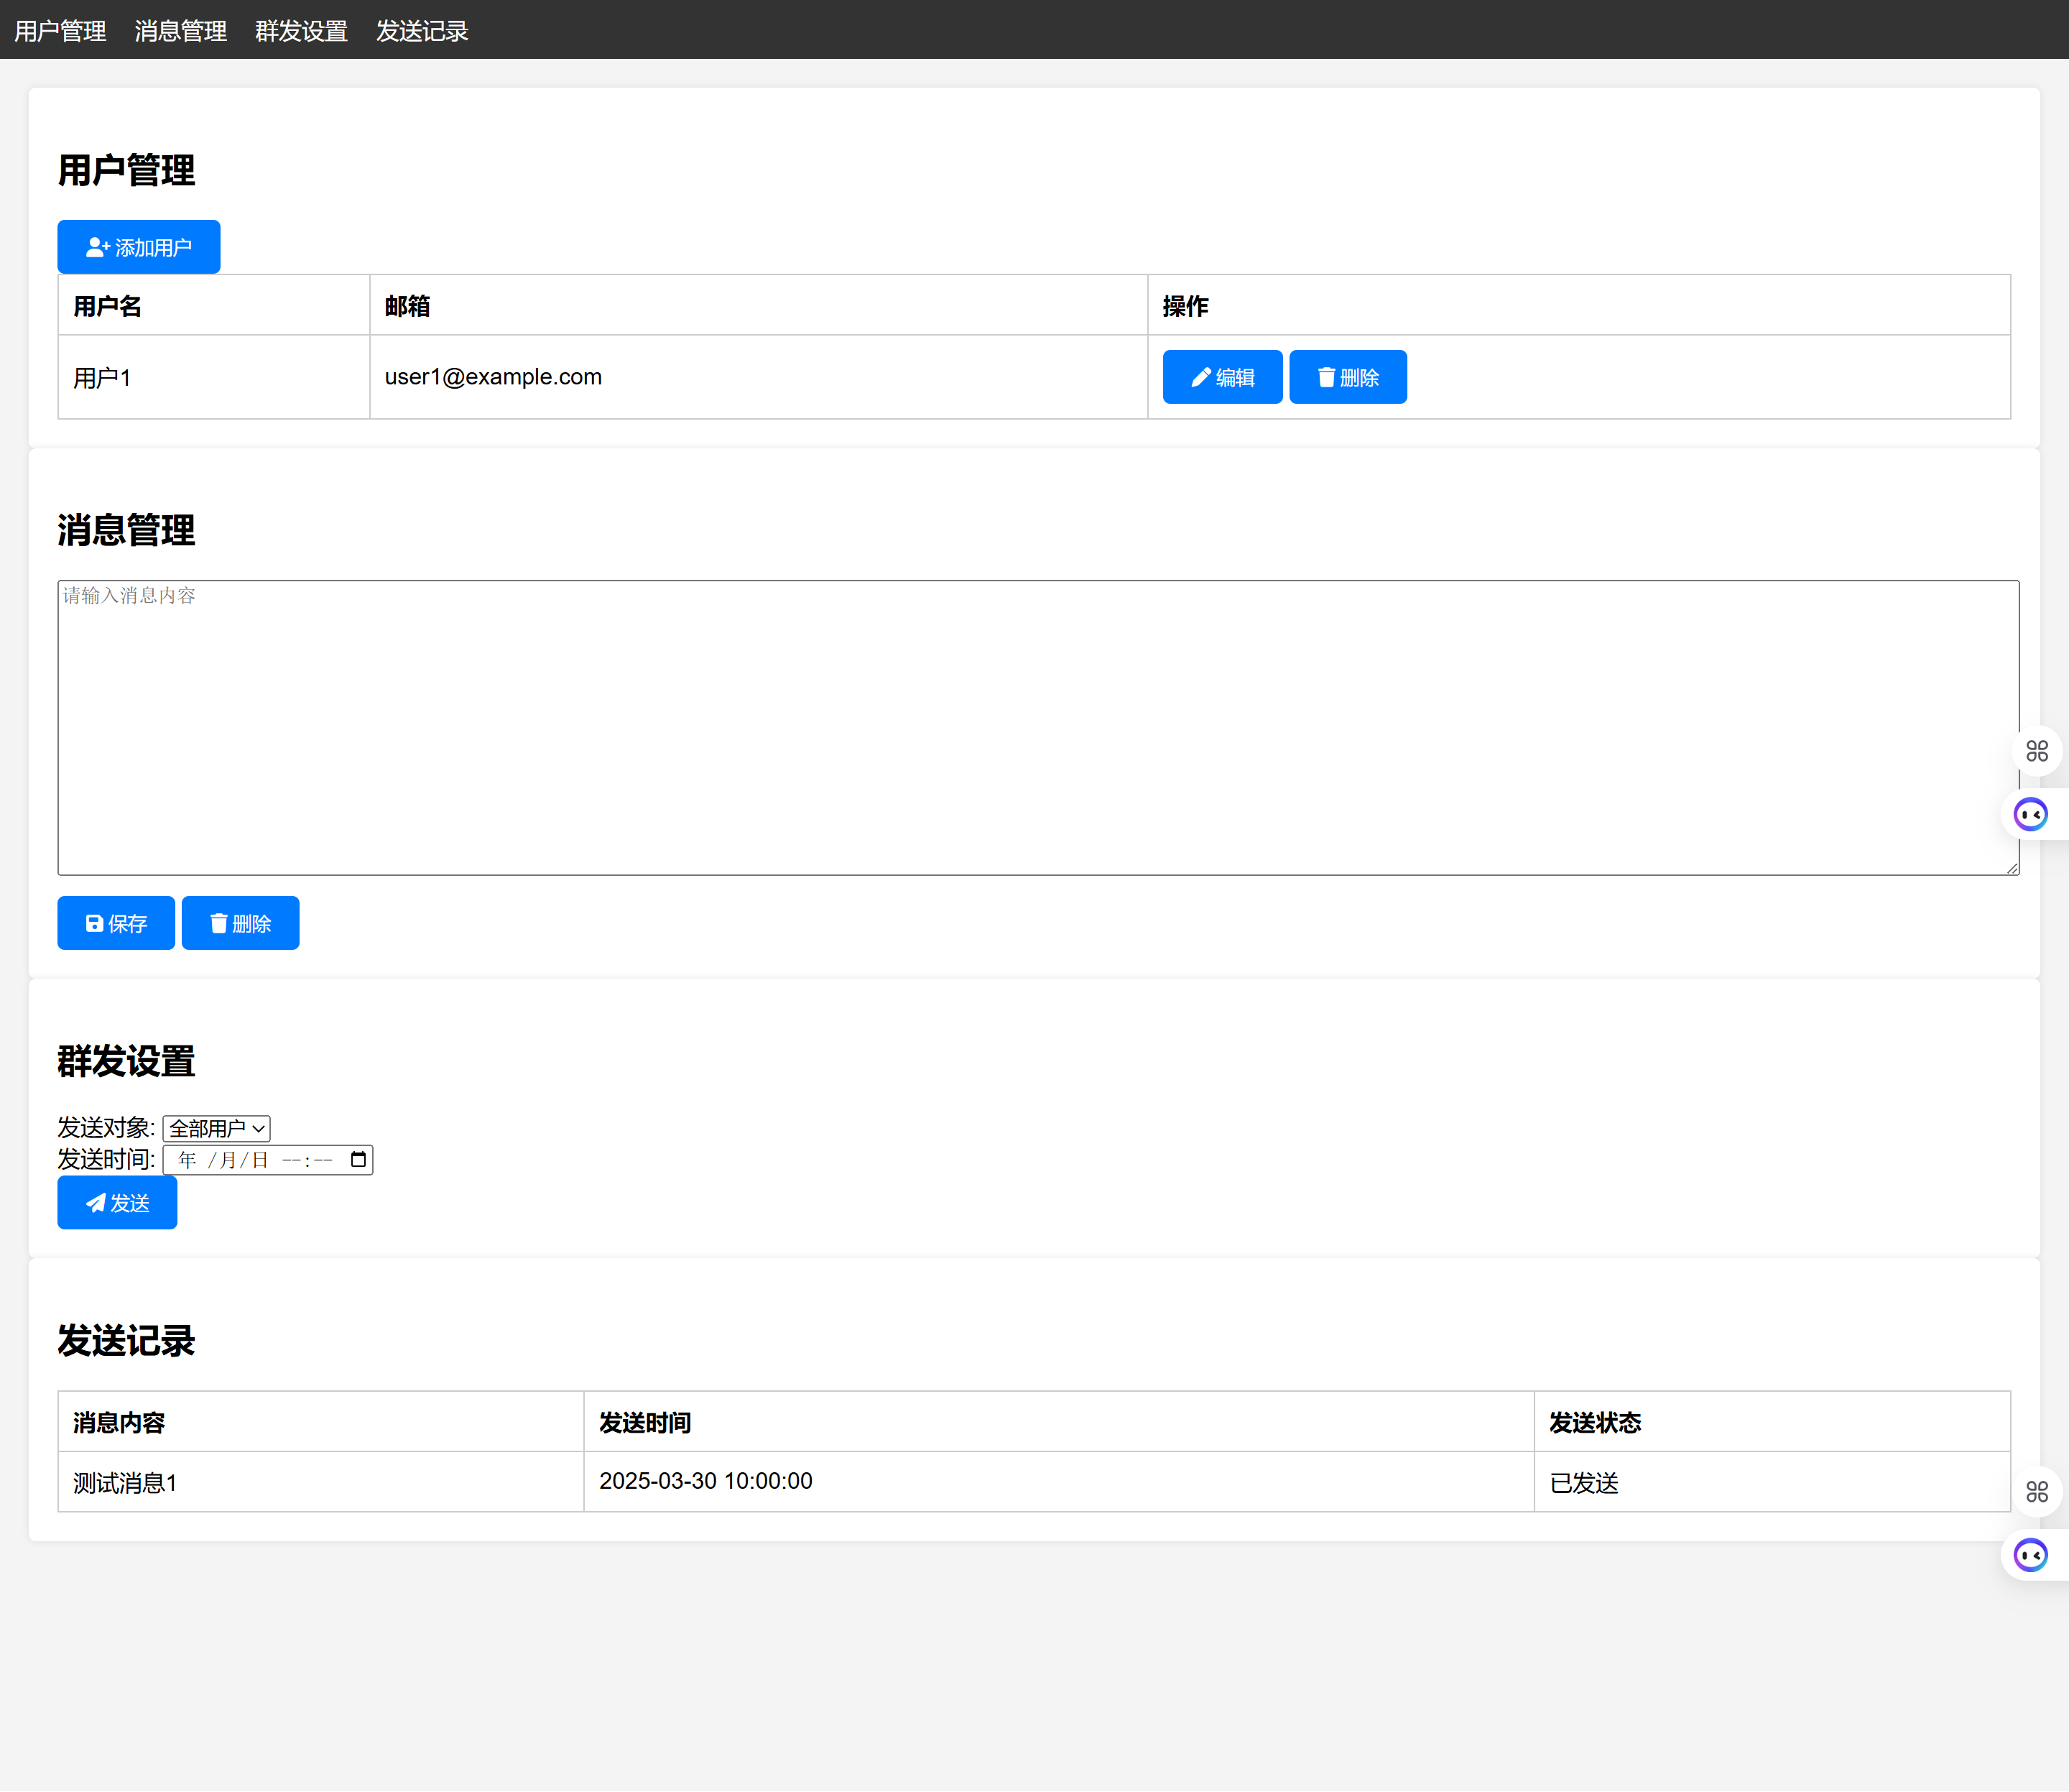 用户管理 消息管理 群发设置 发送记录
用户管理
添加用户
用户名 邮箱 操作
用户1 user1@example.com 编辑 删除
消息管理
请输入消息内容
保存 删除
群发设置
发送对象: 全部用户
发送时间: 年 /月/日 --:--
发送
发送记录
消息内容 发送时间 发送状态
测试消息1 2025-03-30 10:00:00 已发送